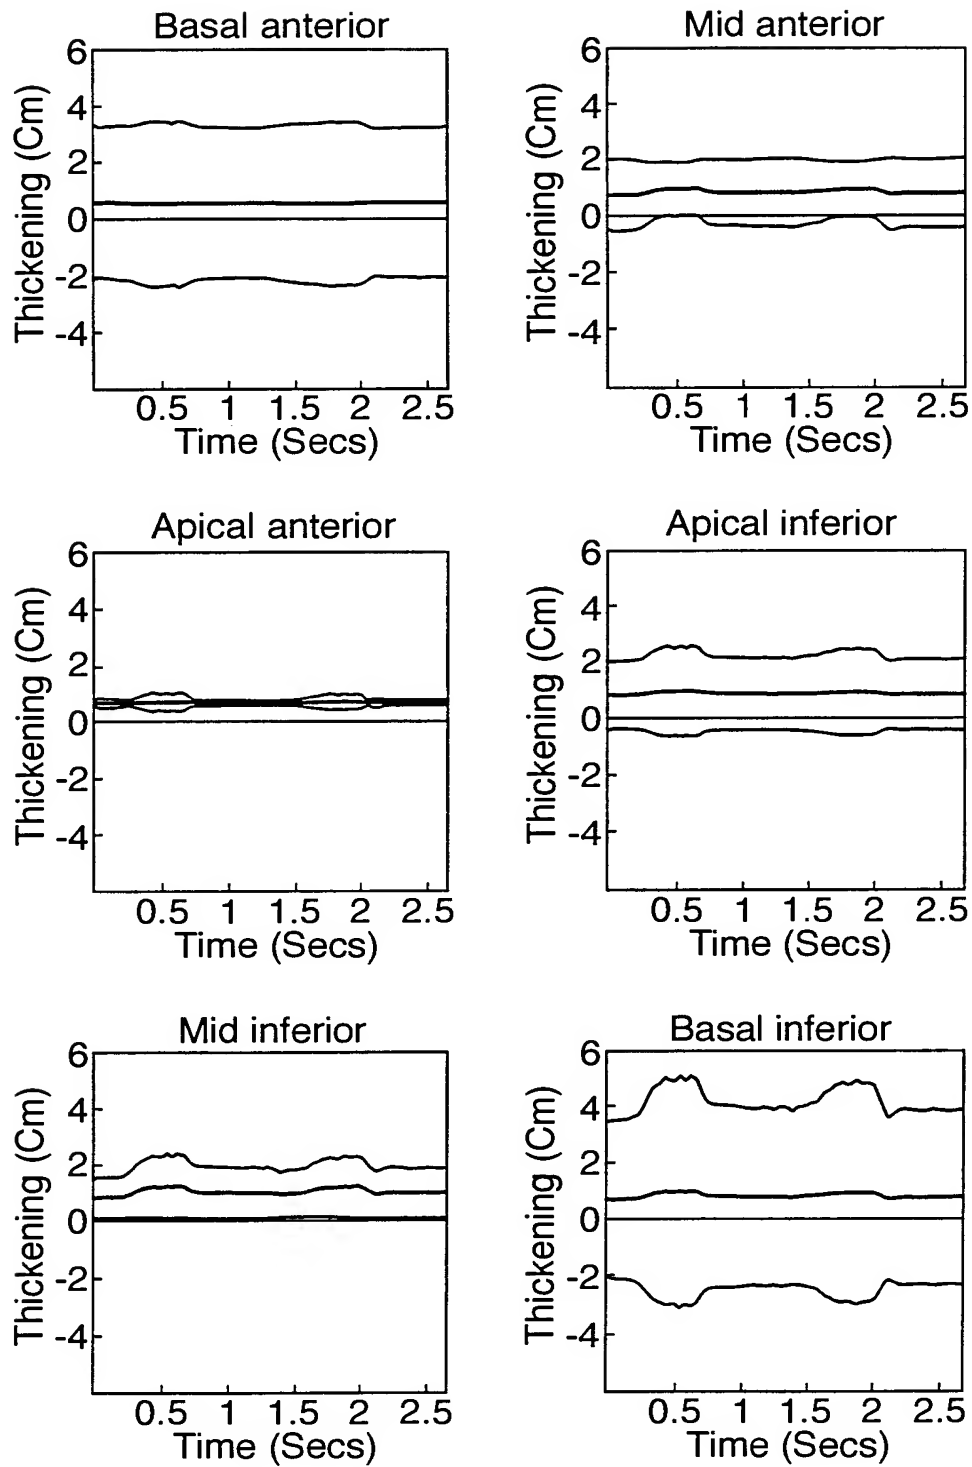 Basal anterior
Thickening (Cm)
6
4
2
0
-2
-4
0.5 1 1.5 2 2.5
Time (Secs)
Mid anterior
Thickening (Cm)
6
4
2
0
-2
-4
0.5 1 1.5 2 2.5
Time (Secs)
Apical anterior
Thickening (Cm)
6
4
2
0
-2
-4
0.5 1 1.5 2 2.5
Time (Secs)
Apical inferior
Thickening (Cm)
6
4
2
0
-2
-4
0.5 1 1.5 2 2.5
Time (Secs)
Mid inferior
Thickening (Cm)
6
4
2
0
-2
-4
0.5 1 1.5 2 2.5
Time (Secs)
Basal inferior
Thickening (Cm)
6
4
2
0
-2
-4
0.5 1 1.5 2 2.5
Time (Secs)